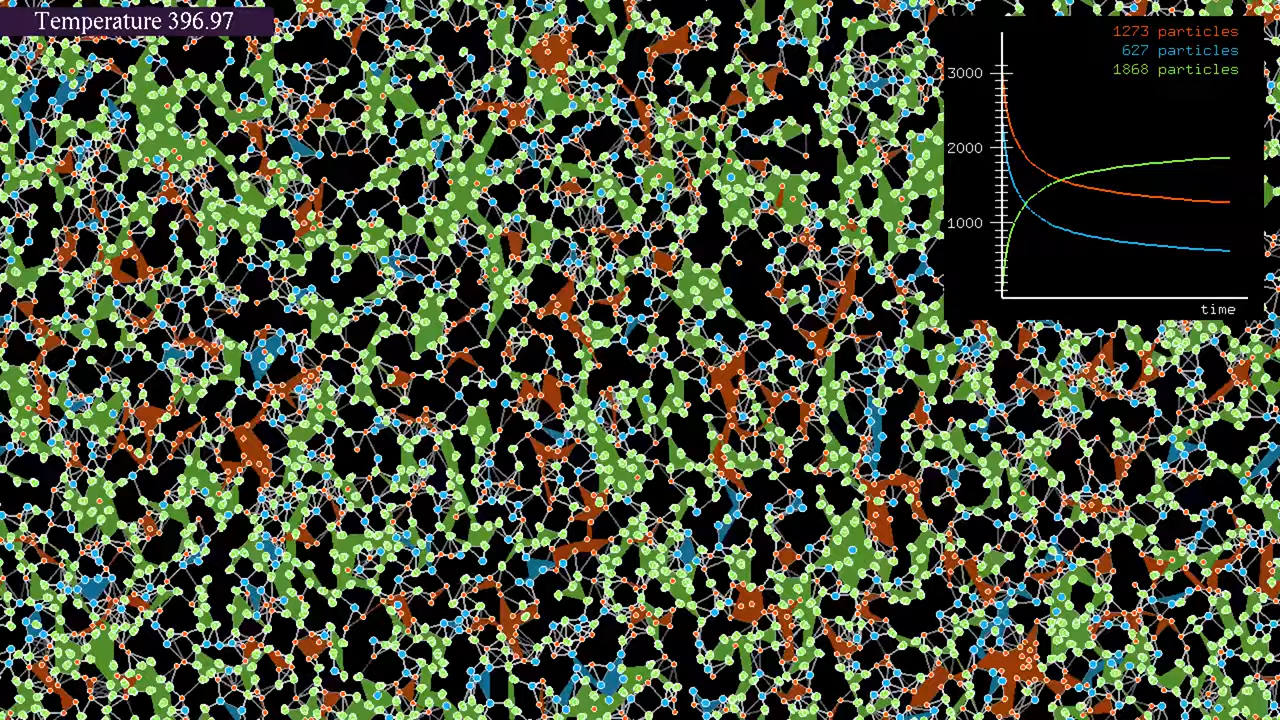 Temperature 396.97
1273 particles
627 particles
1868 particles
3000
2000
1000
time